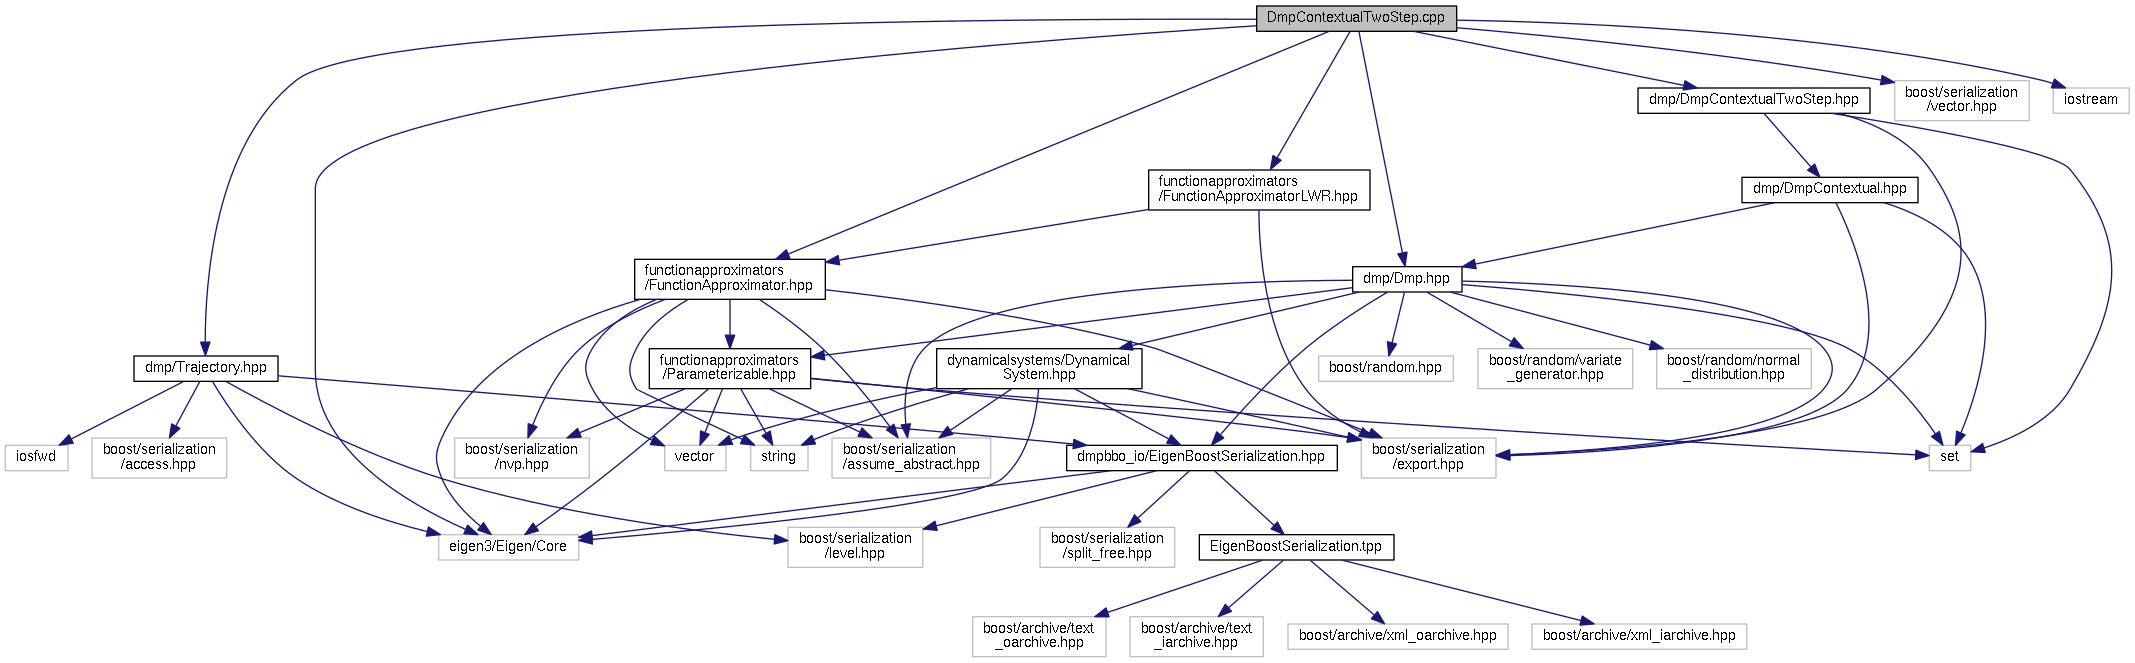 DmpContextualTwoStep.cpp
dmp/DmpContextualTwoStep.hpp
boost/serialization
/vector.hpp
iostream
functionapproximators
/FunctionApproximatorLWR.hpp
dmp/DmpContextual.hpp
functionapproximators
/FunctionApproximator.hpp
dmp/Dmp.hpp
dmp/Trajectory.hpp
functionapproximators
/Parameterizable.hpp
dynamicalsystems/Dynamical
System.hpp
boost/random.hpp
boost/random/variate
_generator.hpp
boost/random/normal
_distribution.hpp
iosfwd
boost/serialization
/access.hpp
boost/serialization
/nvp.hpp
vector
string
boost/serialization
/assume_abstract.hpp
dmpbbo_io/EigenBoostSerialization.hpp
boost/serialization
/export.hpp
set
eigen3/Eigen/Core
boost/serialization
/level.hpp
boost/serialization
/split_free.hpp
EigenBoostSerialization.tpp
boost/archive/text
_oarchive.hpp
boost/archive/text
_iarchive.hpp
boost/archive/xml_oarchive.hpp
boost/archive/xml_iarchive.hpp